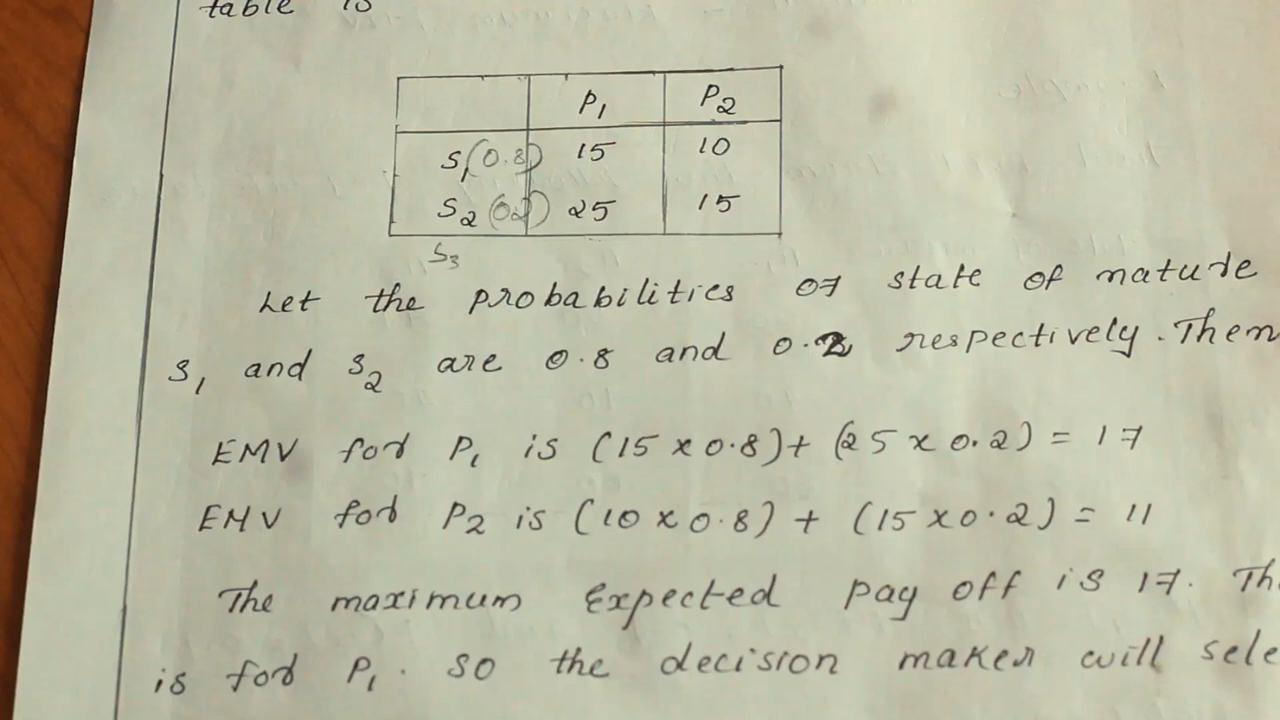 table is
P1 P2
S1(0.8) 15 10
S2(0.2) 25 15
S3
Let the probabilities of state of nature
S1 and S2 are 0.8 and 0.2 respectively. Then
EMV for P1 is (15 x 0.8) + (25 x 0.2) = 17
EMV for P2 is (10 x 0.8) + (15 x 0.2) = 11
The maximum Expected pay off is 17. Th
is for P1. So the decision maker will sele